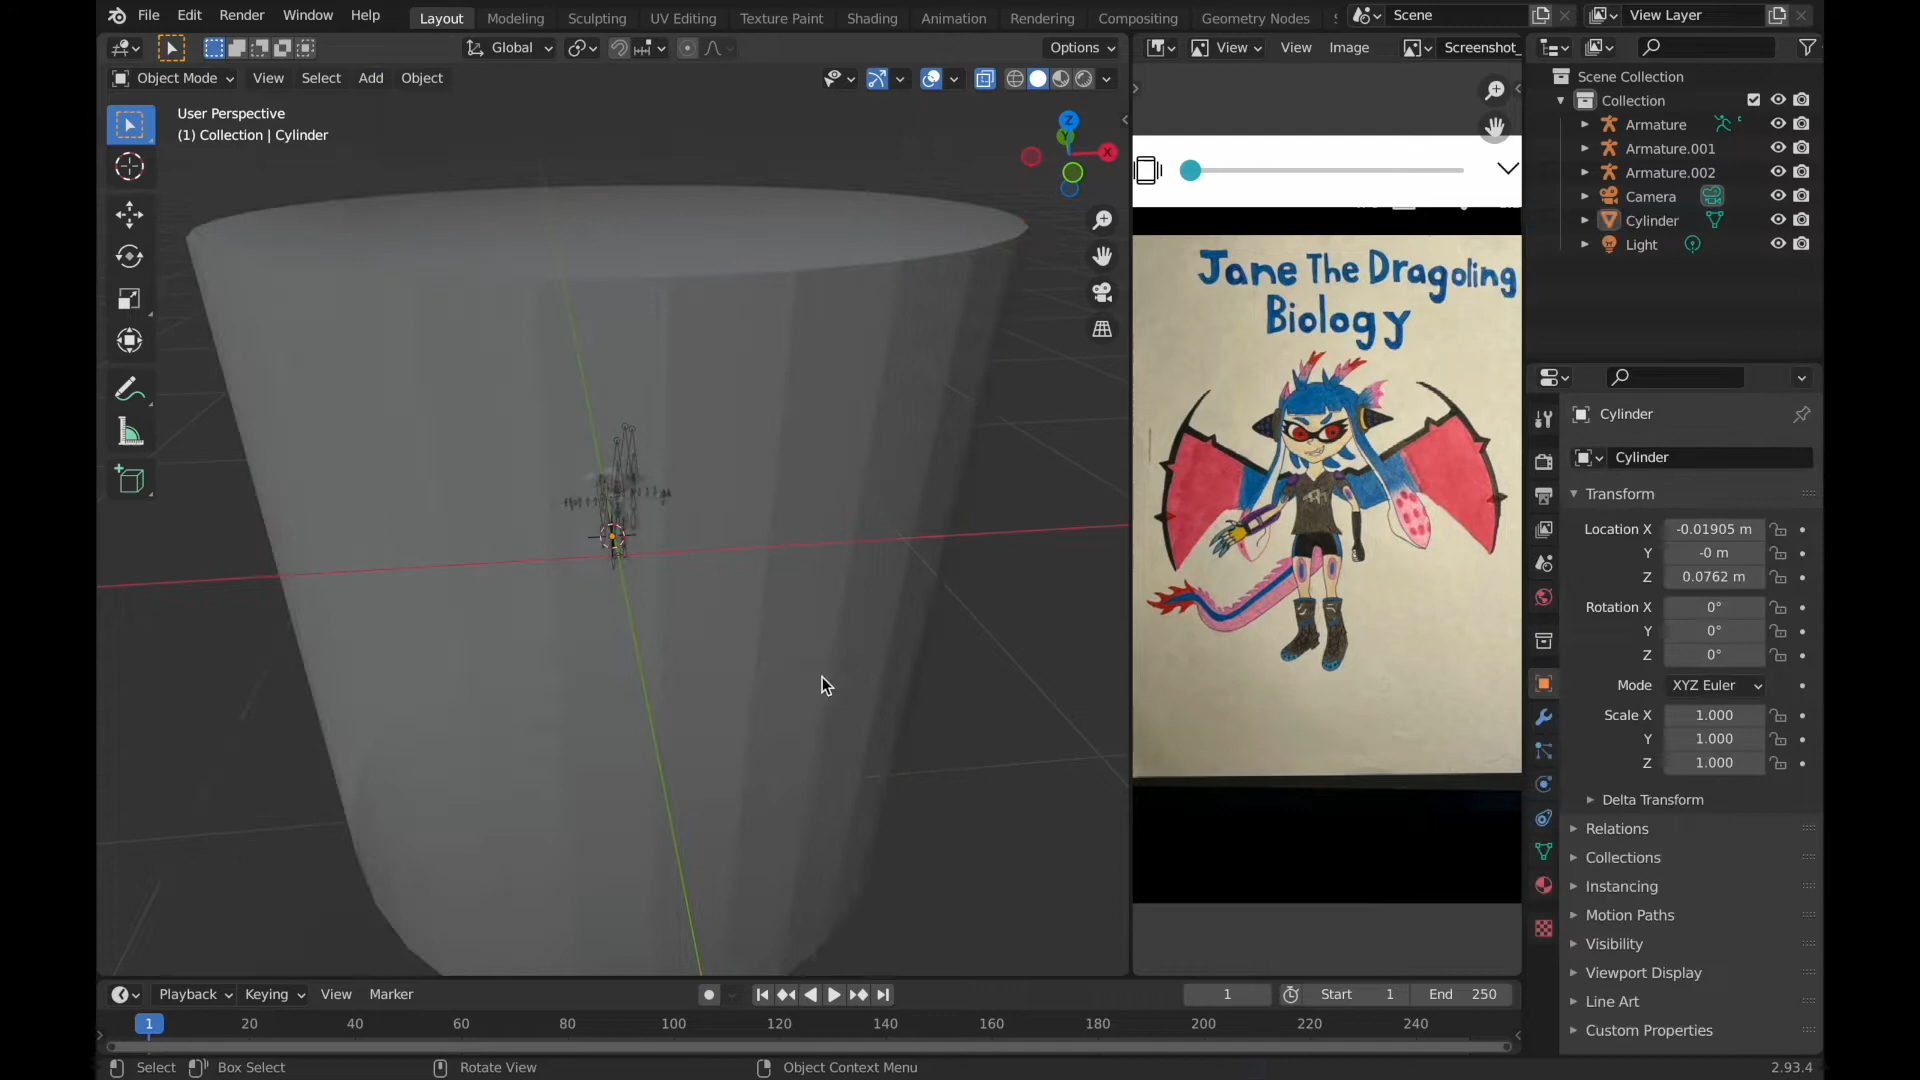 File Edit Render Window Help Layout Modeling Sculpting UV Editing Texture Paint Shading Animation Rendering Compositing Geometry Nodes Scene View Layer
Global Options View View Image Screenshot_
Object Mode View Select Add Object
User Perspective
(1) Collection | Cylinder
Z
Y
X
Jane The Dragoling
Biology
Scene Collection
Collection
Armature
Armature.001
Armature.002
Camera
Cylinder
Light
Cylinder
Cylinder
Transform
Location X -0.01905 m
Y -0 m
Z 0.0762 m
Rotation X 0°
Y 0°
Z 0°
Mode XYZ Euler
Scale X 1.000
Y 1.000
Z 1.000
Delta Transform
Relations
Collections
Instancing
Motion Paths
Visibility
Viewport Display
Line Art
Custom Properties
Playback Keying View Marker 1 Start 1 End 250
1 20 40 60 80 100 120 140 160 180 200 220 240
Select Box Select Rotate View Object Context Menu 2.93.4